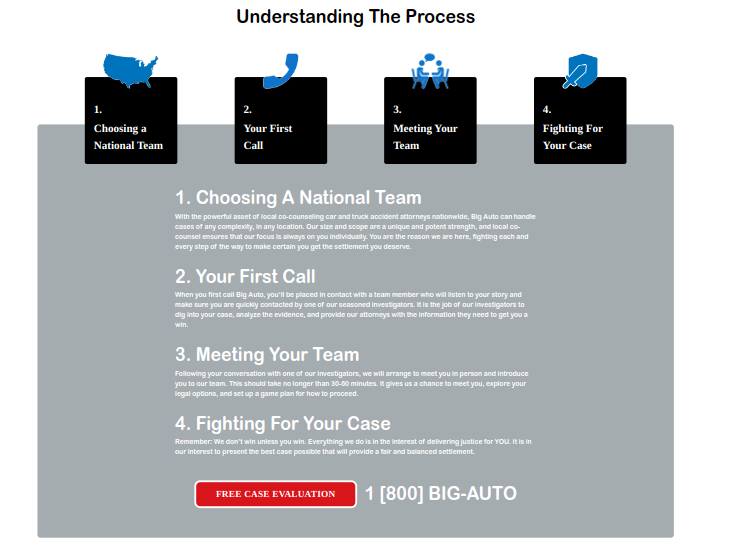 Understanding The Process
1.
Choosing a
National Team
2.
Your First
Call
3.
Meeting Your
Team
4.
Fighting For
Your Case
1. Choosing A National Team
With the powerful asset of local co-counseling car and truck accident attorneys nationwide, Big Auto can handle
cases of any complexity, in any location. Our size and scope are a unique and potent strength, and local co-
counsel ensures that our focus is always on you individually. You are the reason we are here, fighting each and
every step of the way to make certain you get the settlement you deserve.
2. Your First Call
When you first call Big Auto, you'll be placed in contact with a team member who will listen to your story and
make sure you are quickly contacted by one of our seasoned investigators. It is the job of our investigators to
dig into your case, analyze the evidence, and provide our attorneys with the information they need to get you a
win.
3. Meeting Your Team
Following your conversation with one of our investigators, we will arrange to meet you in person and introduce
you to our team. This should take no longer than 30-60 minutes. It gives us a chance to meet you, explore your
legal options, and set up a game plan for how to proceed.
4. Fighting For Your Case
Remember: We don't win unless you win. Everything we do is in the interest of delivering justice for YOU. It is in
our interest to present the best case possible that will provide a fair and balanced settlement.
FREE CASE EVALUATION
1 [800] BIG-AUTO